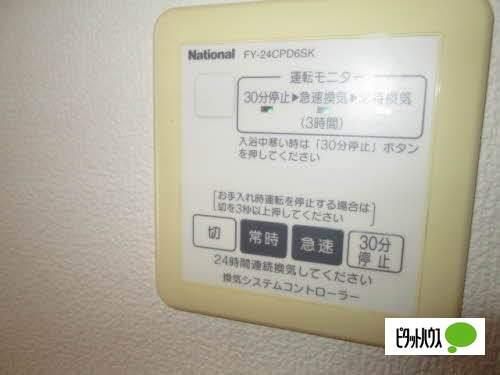 National FY-24CPD6SK
運転モニター
30分停止▶急速換気▶常時換気
(3時間)
入浴中寒い時は「30分停止」ボタン
を押してください
お手入れ時運転を停止する場合は
切を3秒以上押してください
切 常時 急速 30分停止
24時間連続換気してください
換気システムコントローラー
ピタットハウス